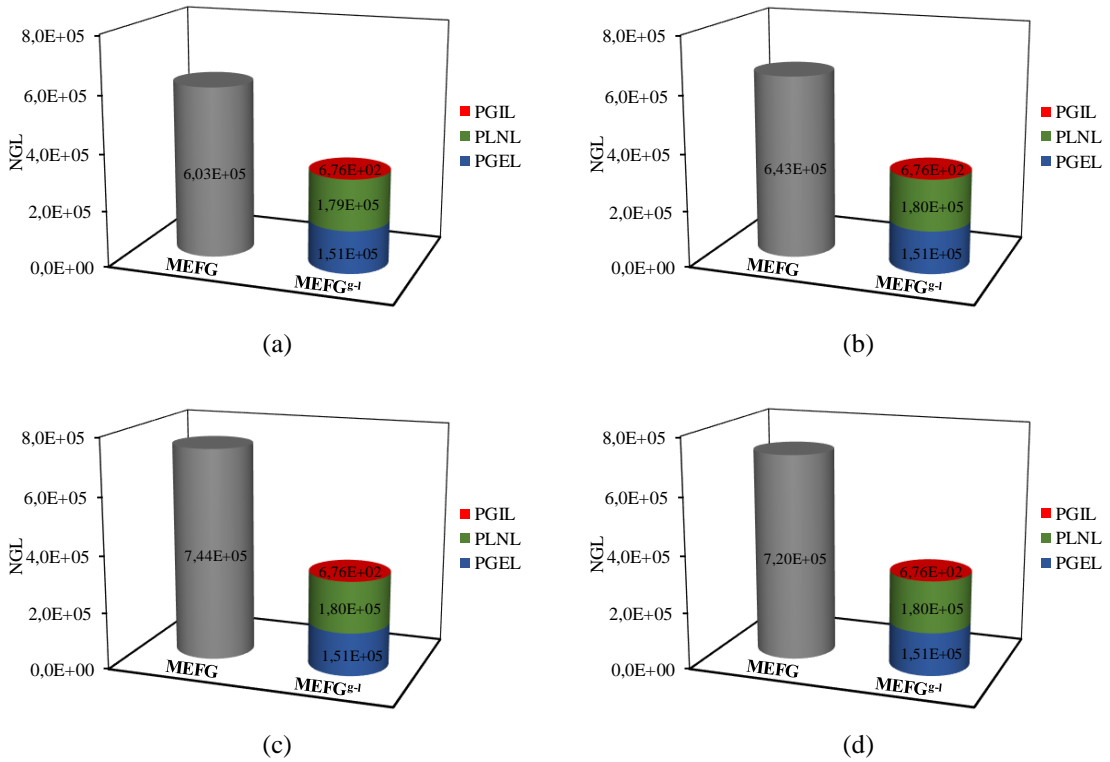 8,0E+05
6,0E+05
4,0E+05
2,0E+05
0,0E+00
NGL
6,03E+05
6,76E+02
1,79E+05
1,51E+05
MEFG
MEFGg-l
PGIL
PLNL
PGEL
(a)
8,0E+05
6,0E+05
4,0E+05
2,0E+05
0,0E+00
NGL
6,43E+05
6,76E+02
1,80E+05
1,51E+05
MEFG
MEFGg-l
PGIL
PLNL
PGEL
(b)
8,0E+05
6,0E+05
4,0E+05
2,0E+05
0,0E+00
NGL
7,44E+05
6,76E+02
1,80E+05
1,51E+05
MEFG
MEFGg-l
PGIL
PLNL
PGEL
(c)
8,0E+05
6,0E+05
4,0E+05
2,0E+05
0,0E+00
NGL
7,20E+05
6,76E+02
1,80E+05
1,51E+05
MEFG
MEFGg-l
PGIL
PLNL
PGEL
(d)